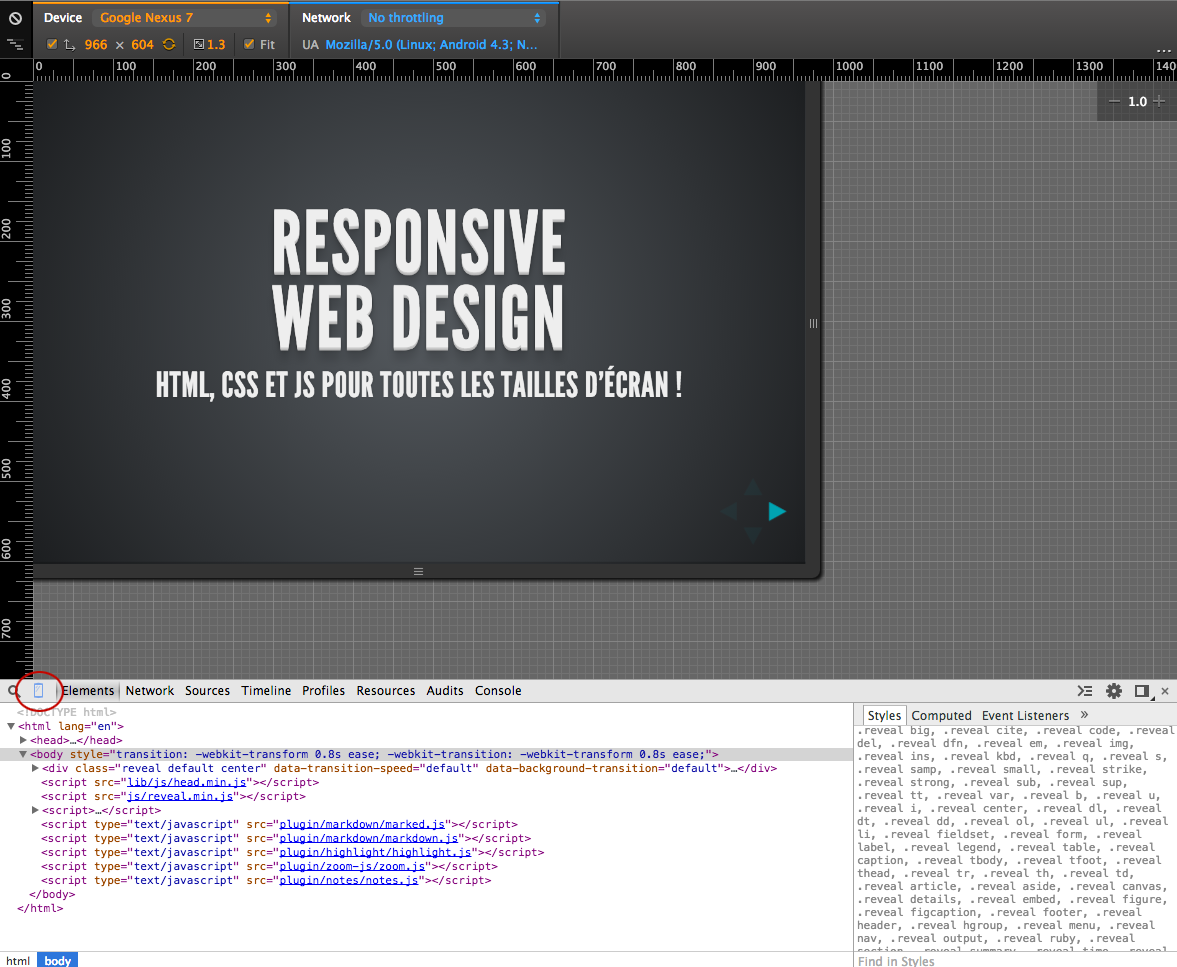 Device Google Nexus 7
966 × 604 1.3 Fit
Network No throttling
UA Mozilla/5.0 (Linux; Android 4.3; N...
...
0 100 200 300 400 500 600 700 800 900 1000 1100 1200 1300 140
0
100
200
300
400
500
600
700
1.0
RESPONSIVE
WEB DESIGN
HTML, CSS ET JS POUR TOUTES LES TAILLES D'ÉCRAN !
Elements Network Sources Timeline Profiles Resources Audits Console
<!DOCTYPE html>
<html lang="en">
<head>…</head>
<body style="transition: -webkit-transform 0.8s ease; -webkit-transition: -webkit-transform 0.8s ease;">
<div class="reveal default center" data-transition-speed="default" data-background-transition="default">…</div>
<script src="lib/js/head.min.js"></script>
<script src="js/reveal.min.js"></script>
<script>…</script>
<script type="text/javascript" src="plugin/markdown/marked.js"></script>
<script type="text/javascript" src="plugin/markdown/markdown.js"></script>
<script type="text/javascript" src="plugin/highlight/highlight.js"></script>
<script type="text/javascript" src="plugin/zoom-js/zoom.js"></script>
<script type="text/javascript" src="plugin/notes/notes.js"></script>
</body>
</html>
html body
Styles Computed Event Listeners »
.reveal big, .reveal cite, .reveal code, .reveal
del, .reveal dfn, .reveal em, .reveal img,
.reveal ins, .reveal kbd, .reveal q, .reveal s,
.reveal samp, .reveal small, .reveal strike,
.reveal strong, .reveal sub, .reveal sup,
.reveal tt, .reveal var, .reveal b, .reveal u,
.reveal i, .reveal center, .reveal dl, .reveal
dt, .reveal dd, .reveal ol, .reveal ul, .reveal
li, .reveal fieldset, .reveal form, .reveal
label, .reveal legend, .reveal table, .reveal
caption, .reveal tbody, .reveal tfoot, .reveal
thead, .reveal tr, .reveal th, .reveal td,
.reveal article, .reveal aside, .reveal canvas,
.reveal details, .reveal embed, .reveal figure,
.reveal figcaption, .reveal footer, .reveal
header, .reveal hgroup, .reveal menu, .reveal
nav, .reveal output, .reveal ruby, .reveal
section, .reveal summary, .reveal time, .reveal
Find in Styles